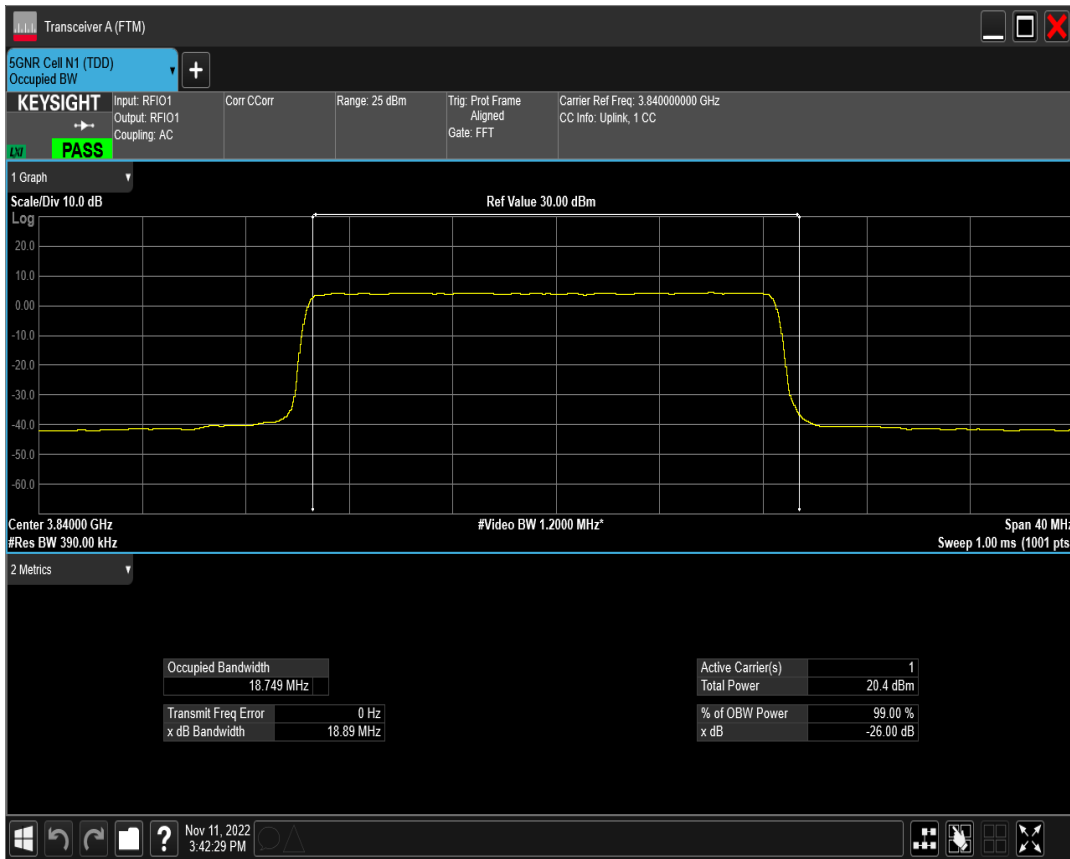 Transceiver A (FTM)
5GNR Cell N1 (TDD)
Occupied BW
+
KEYSIGHT
LXI
PASS
Input: RFIO1
Output: RFIO1
Coupling: AC
Corr CCorr
Range: 25 dBm
Trig: Prot Frame
Aligned
Gate: FFT
Carrier Ref Freq: 3.840000000 GHz
CC Info: Uplink, 1 CC
1 Graph
Scale/Div 10.0 dB
Ref Value 30.00 dBm
Log
20.0
10.0
0.00
-10.0
-20.0
-30.0
-40.0
-50.0
-60.0
Center 3.84000 GHz
#Video BW 1.2000 MHz*
Span 40 MHz
#Res BW 390.00 kHz
Sweep 1.00 ms (1001 pts
2 Metrics
Occupied Bandwidth
18.749 MHz
Transmit Freq Error 0 Hz
x dB Bandwidth 18.89 MHz
Active Carrier(s) 1
Total Power 20.4 dBm
% of OBW Power 99.00 %
x dB -26.00 dB
?
Nov 11, 2022
3:42:29 PM